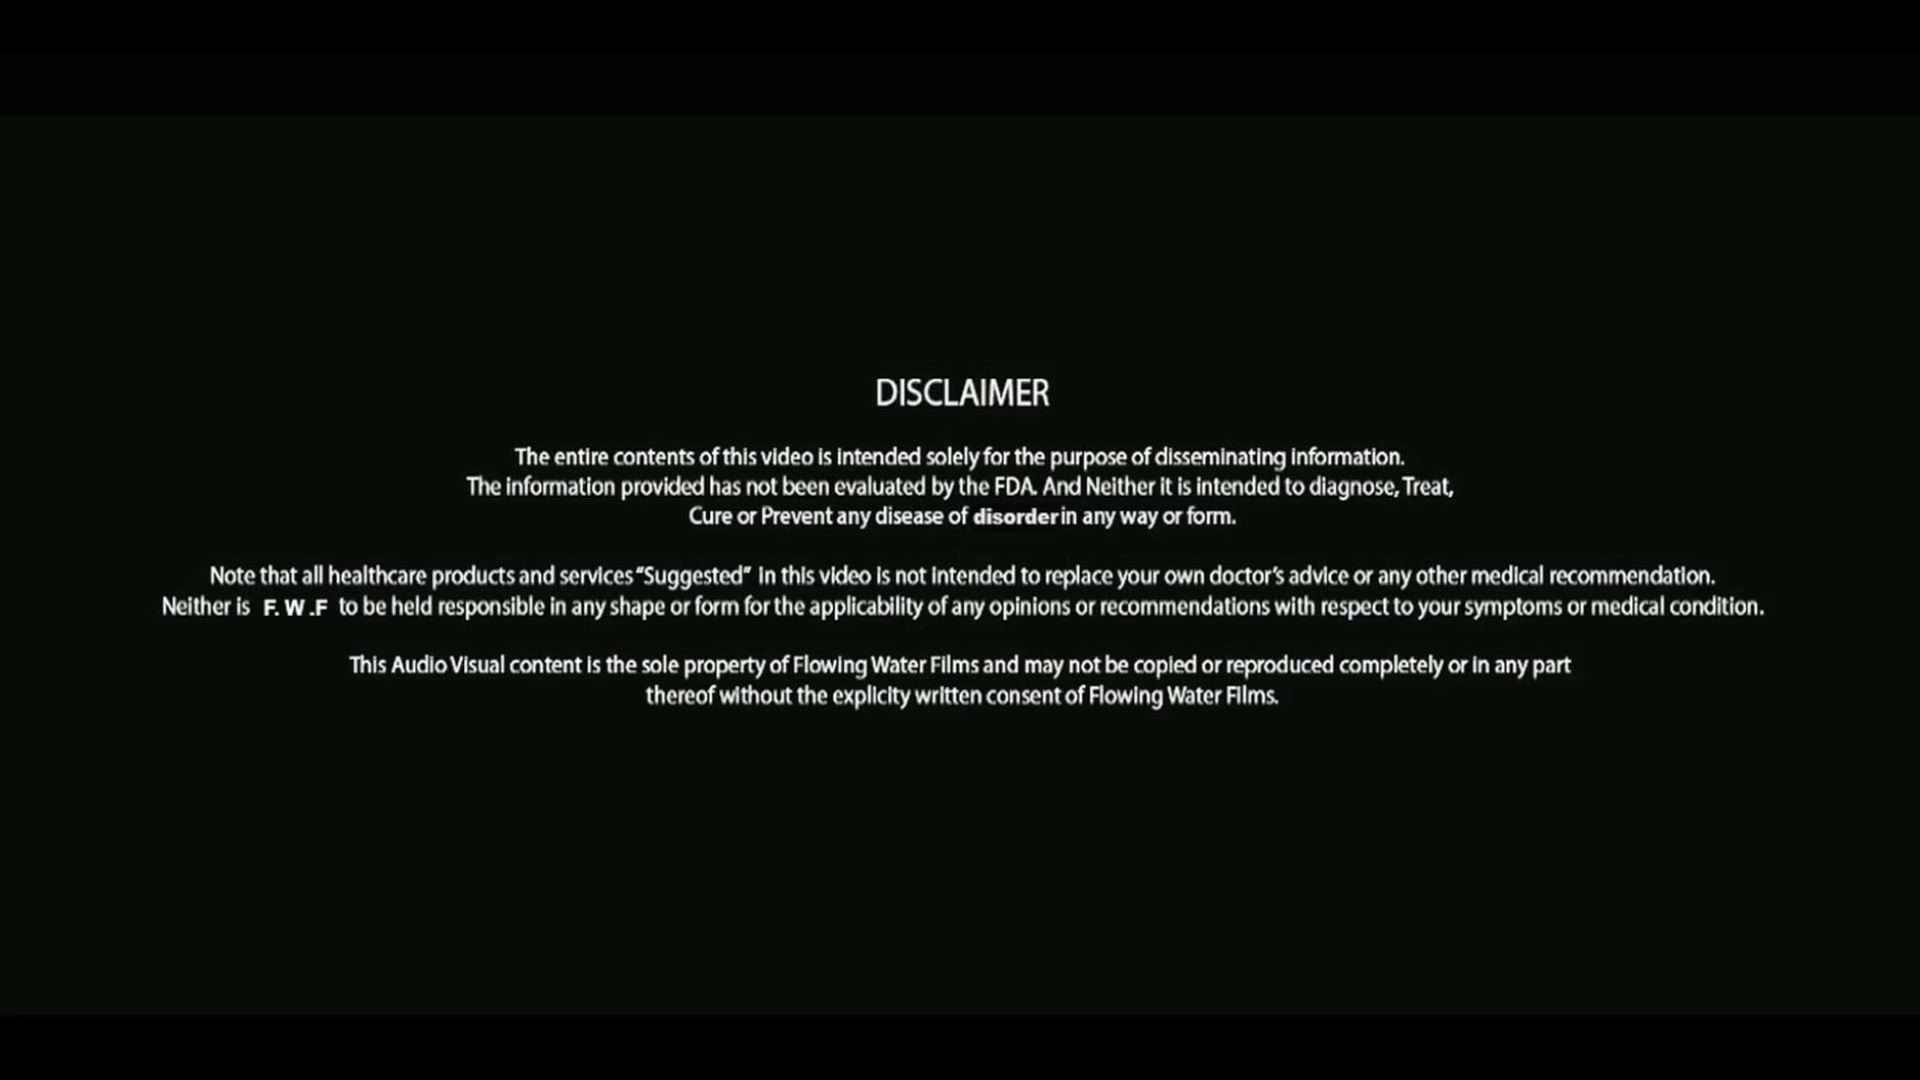 DISCLAIMER
The entire contents of this video is intended solely for the purpose of disseminating information.
The information provided has not been evaluated by the FDA. And Neither it is intended to diagnose, Treat,
Cure or Prevent any disease of disorder in any way or form.
Note that all healthcare products and services “Suggested” In this video is not intended to replace your own doctor's advice or any other medical recommendation.
Neither is F. W .F to be held responsible in any shape or form for the applicability of any opinions or recommendations with respect to your symptoms or medical condition.
This Audio Visual content is the sole property of Flowing Water Films and may not be copied or reproduced completely or in any part
thereof without the explicity written consent of Flowing Water Films.